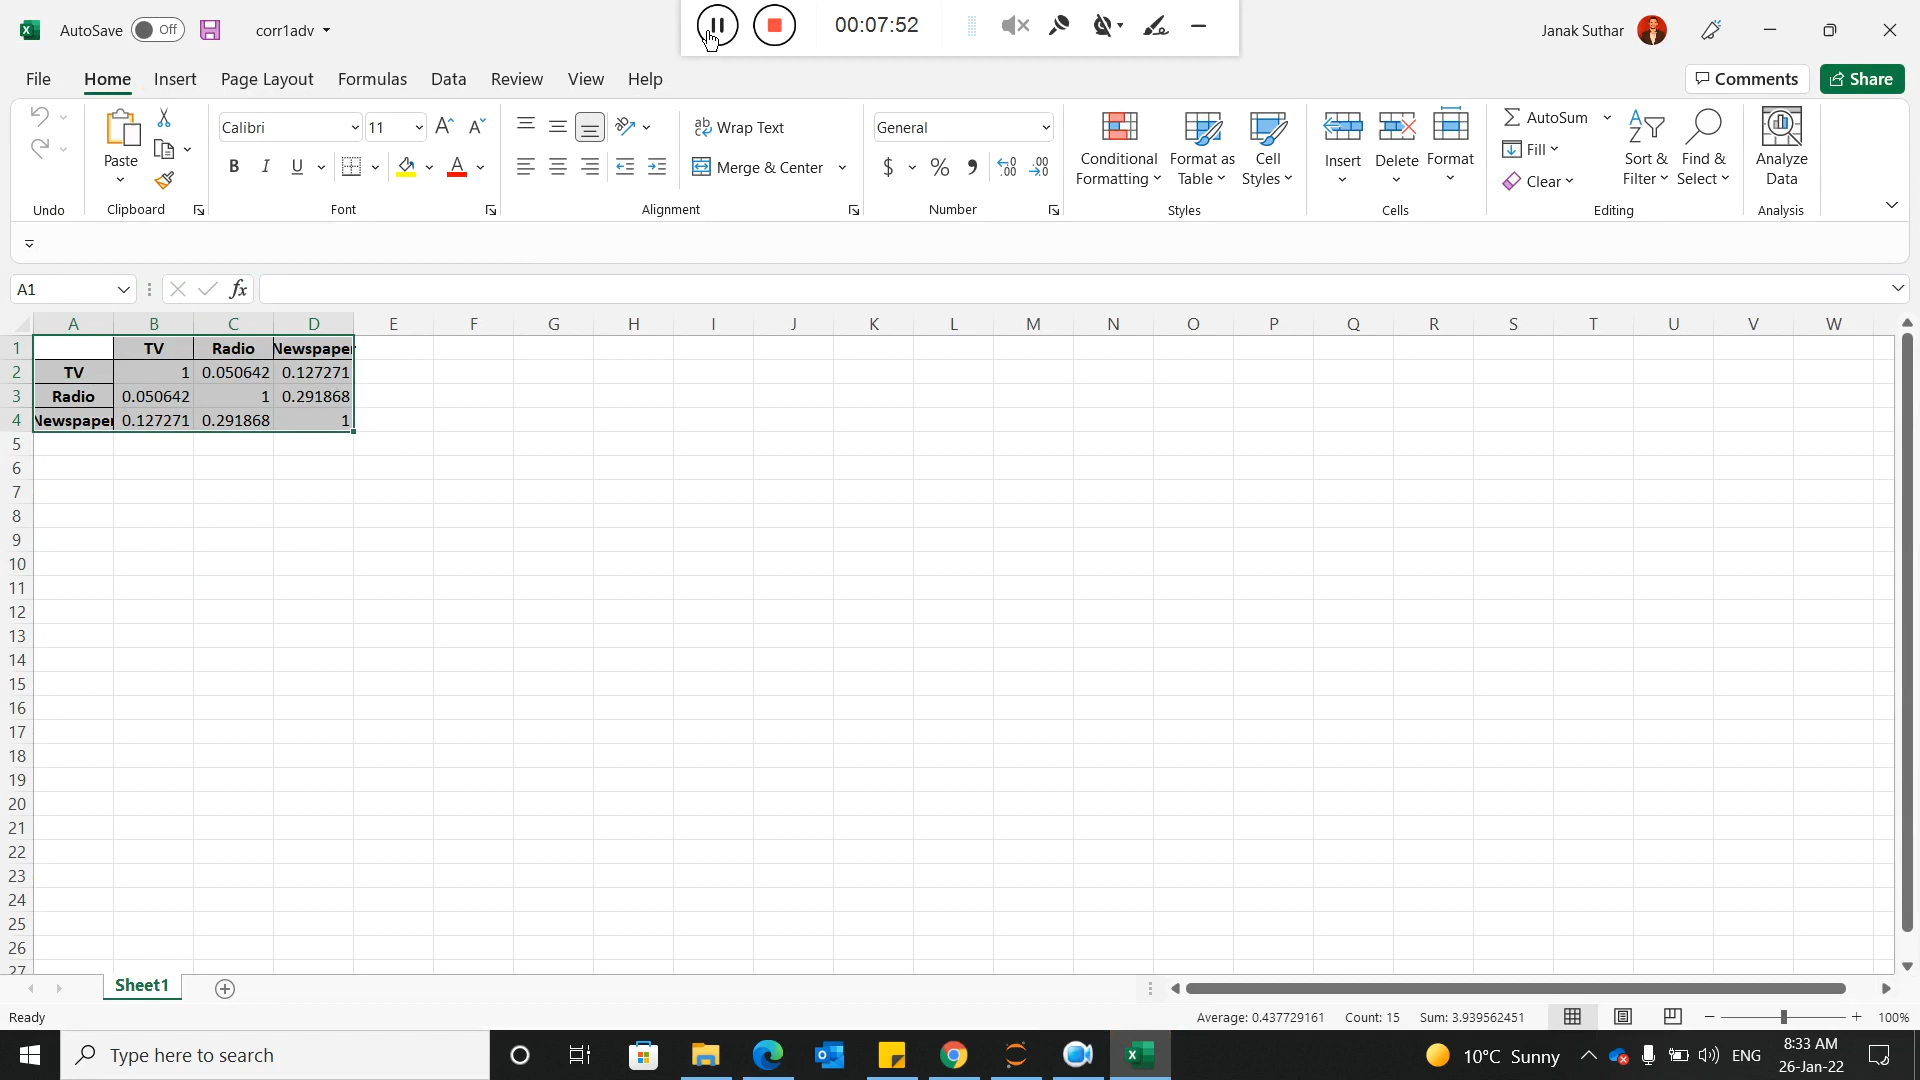 AutoSave Off corr1adv 00:07:52 Janak Suthar
File Home Insert Page Layout Formulas Data Review View Help Comments Share
Calibri 11 Wrap Text General AutoSum
Paste B I U Merge & Center $ % Conditional Formatting Format as Table Cell Styles Insert Delete Format Fill Clear Sort & Filter Find & Select Analyze Data
Undo Clipboard Font Alignment Number Styles Cells Editing Analysis
A1 fx
A B C D E F G H I J K L M N O P Q R S T U V W
1 TV Radio Newspaper
2 TV 1 0.050642 0.127271
3 Radio 0.050642 1 0.291868
4 Newspaper 0.127271 0.291868 1
5
6
7
8
9
10
11
12
13
14
15
16
17
18
19
20
21
22
23
24
25
26
27
Sheet1
Ready Average: 0.437729161 Count: 15 Sum: 3.939562451 100%
Type here to search 10°C Sunny ENG 8:33 AM
26-Jan-22